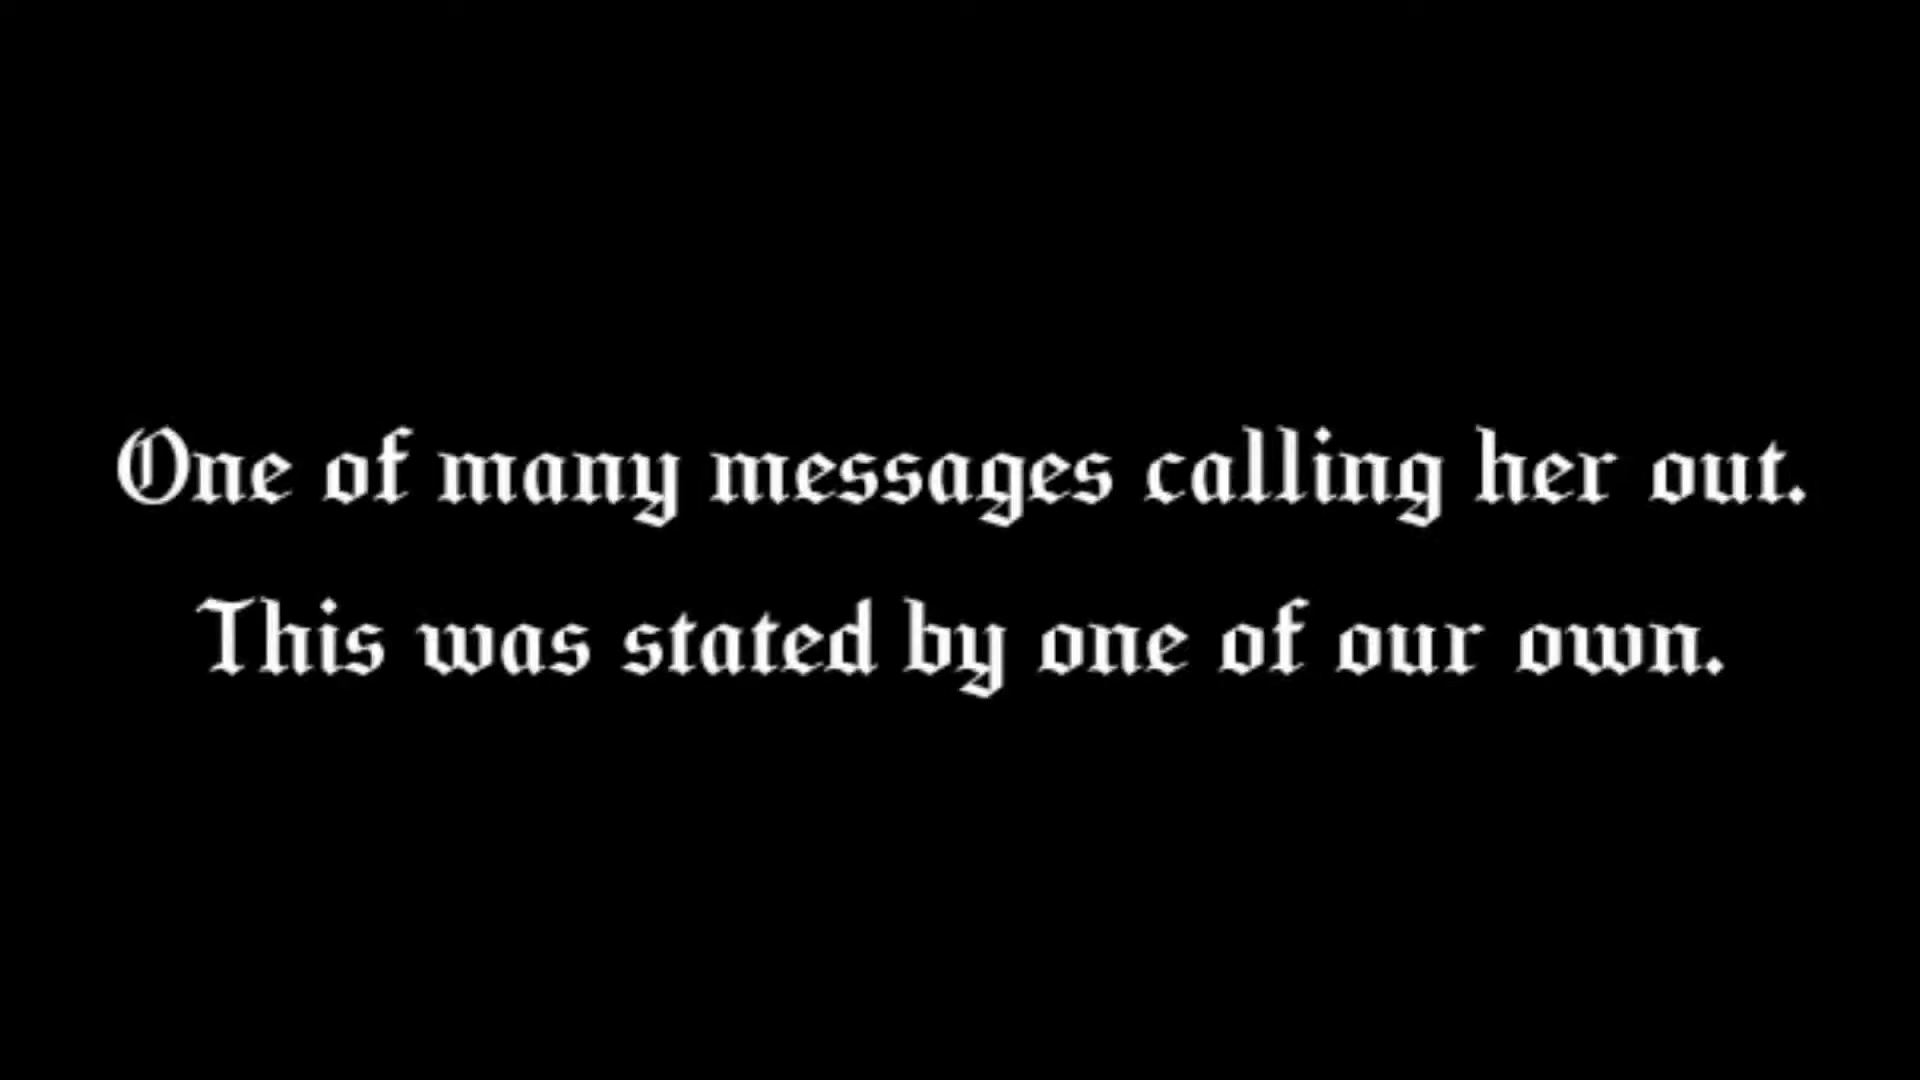 One of many messages calling her out.
This was stated by one of our own.